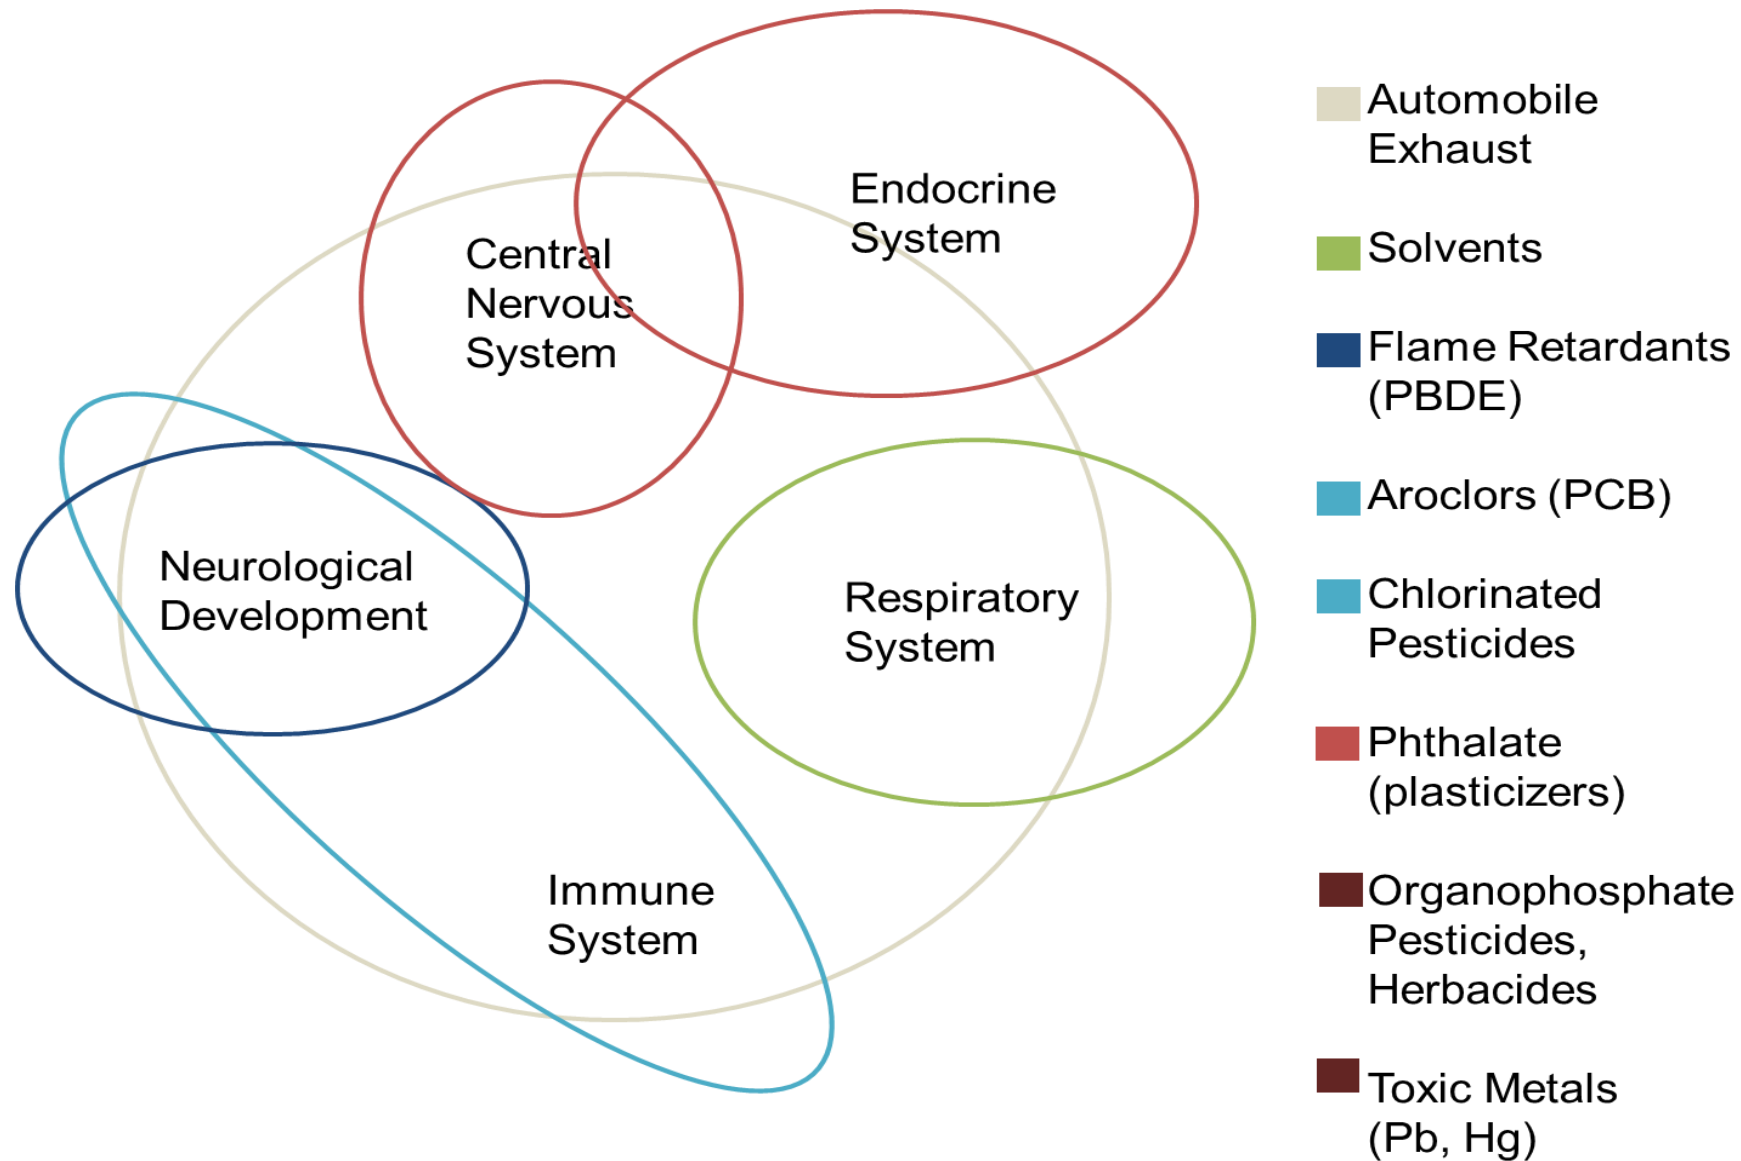 Endocrine
System
Central
Nervous
System
Neurological
Development
Respiratory
System
Immune
System
Automobile
Exhaust
Solvents
Flame Retardants
(PBDE)
Aroclors (PCB)
Chlorinated
Pesticides
Phthalate
(plasticizers)
Organophosphate
Pesticides,
Herbacides
Toxic Metals
(Pb, Hg)